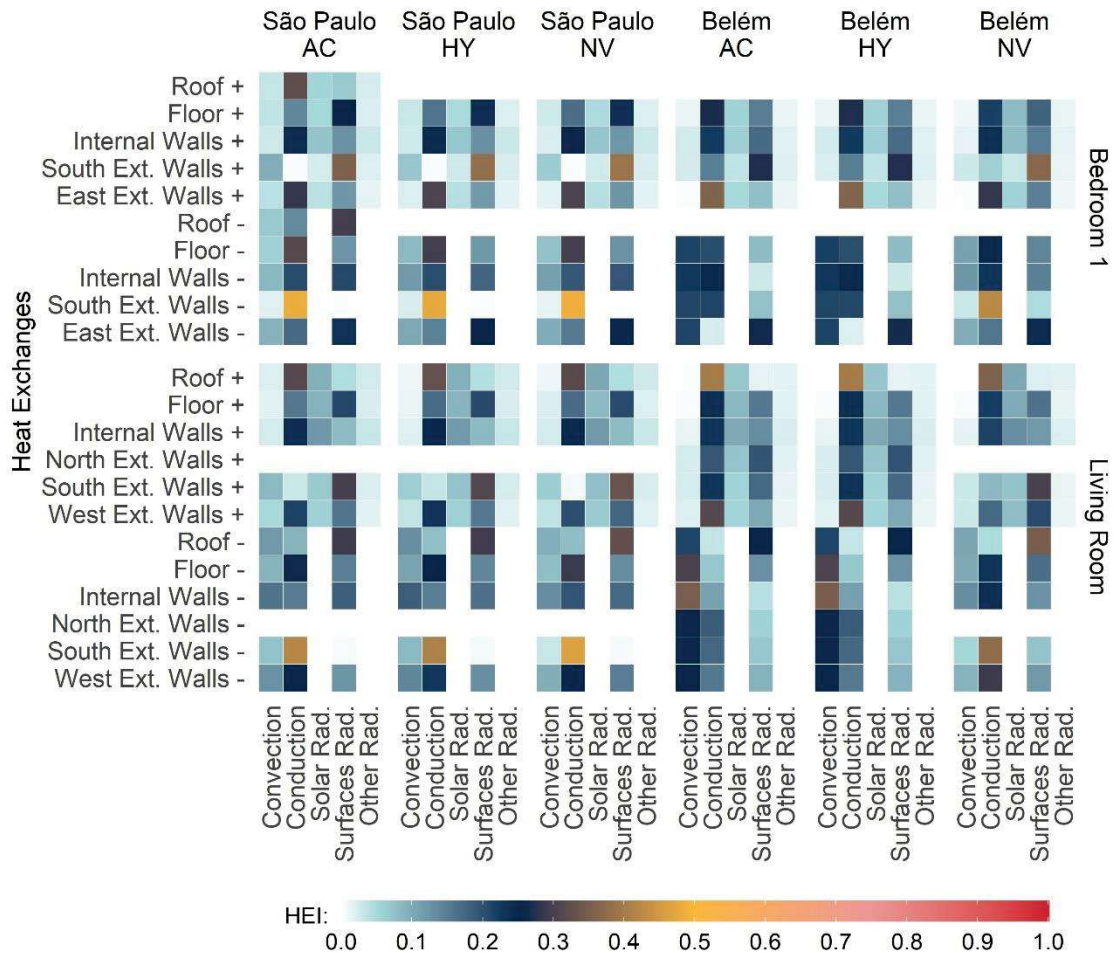 São Paulo AC
São Paulo HY
São Paulo NV
Belém AC
Belém HY
Belém NV
Heat Exchanges
Roof +
Floor +
Internal Walls +
South Ext. Walls +
East Ext. Walls +
Roof -
Floor -
Internal Walls -
South Ext. Walls -
East Ext. Walls -
Bedroom 1
Roof +
Floor +
Internal Walls +
North Ext. Walls +
South Ext. Walls +
West Ext. Walls +
Roof -
Floor -
Internal Walls -
North Ext. Walls -
South Ext. Walls -
West Ext. Walls -
Living Room
Convection
Conduction
Solar Rad.
Surfaces Rad.
Other Rad.
Convection
Conduction
Solar Rad.
Surfaces Rad.
Other Rad.
Convection
Conduction
Solar Rad.
Surfaces Rad.
Other Rad.
Convection
Conduction
Solar Rad.
Surfaces Rad.
Other Rad.
Convection
Conduction
Solar Rad.
Surfaces Rad.
Other Rad.
Convection
Conduction
Solar Rad.
Surfaces Rad.
Other Rad.
HEI:
0.0 0.1 0.2 0.3 0.4 0.5 0.6 0.7 0.8 0.9 1.0